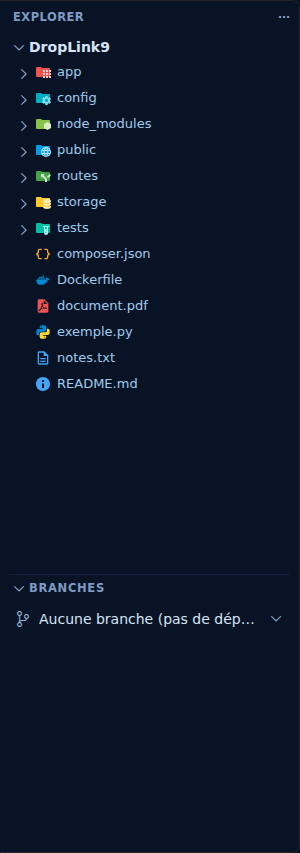 EXPLORER ...
DropLink9
app
config
node_modules
public
routes
storage
tests
composer.json
Dockerfile
document.pdf
exemple.py
notes.txt
README.md
BRANCHES
Aucune branche (pas de dép...